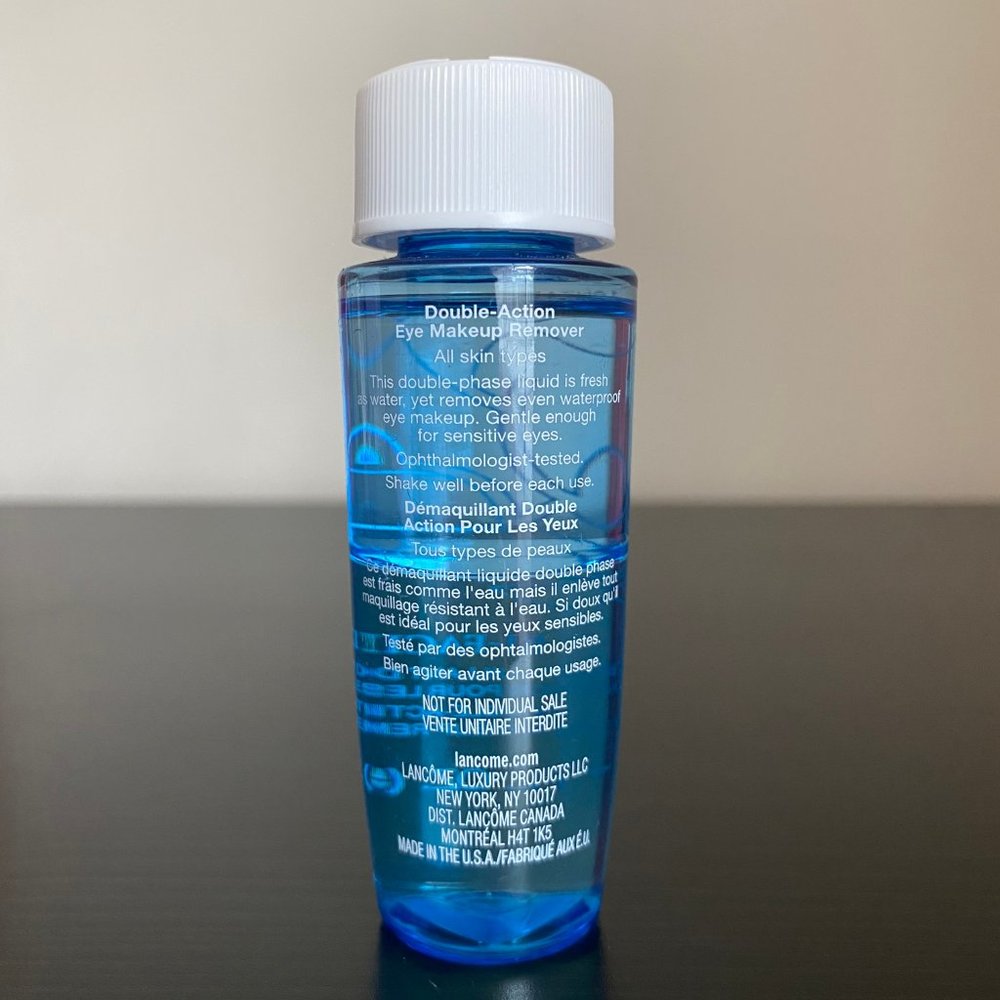 Double-Action
Eye Makeup Remover
All skin types
This double-phase liquid is fresh
as water, yet removes even waterproof
eye makeup. Gentle enough
for sensitive eyes.
Ophthalmologist-tested.
Shake well before each use.
Démaquillant Double
Action Pour Les Yeux
Tous types de peaux
Ce démaquillant liquide double phase
est frais comme l'eau mais il enlève tout
maquillage résistant à l'eau. Si doux qu'il
est idéal pour les yeux sensibles.
Testé par des ophtalmologistes.
Bien agiter avant chaque usage.
NOT FOR INDIVIDUAL SALE
VENTE UNITAIRE INTERDITE
lancome.com
LANCÔME, LUXURY PRODUCTS LLC
NEW YORK, NY 10017
DIST. LANCÔME CANADA
MONTRÉAL H4T 1K5
MADE IN THE U.S.A./FABRIQUÉ AUX É.U.